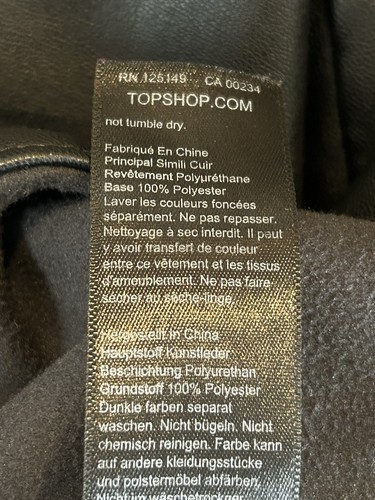 RN 125149 CA 00234
TOPSHOP.COM
not tumble dry.
Fabriqué En Chine
Principal Simili Cuir
Revêtement Polyuréthane
Base 100% Polyester
Laver les couleurs foncées
séparément. Ne pas repasser.
Nettoyage à sec interdit. Il peut
y avoir transfert de couleur
entre ce vêtement et les tissus
d'ameublement. Ne pas faire
sécher au sèche-linge.
Hergestellt In China
Hauptstoff Kunstleder
Beschichtung Polyurethan
Grundstoff 100% Polyester
Dunkle farben separat
waschen. Nicht bügeln. Nicht
chemisch reinigen. Farbe kann
auf andere kleidungsstücke
und polstermöbel abfärben.
Nicht im wäschetrockner